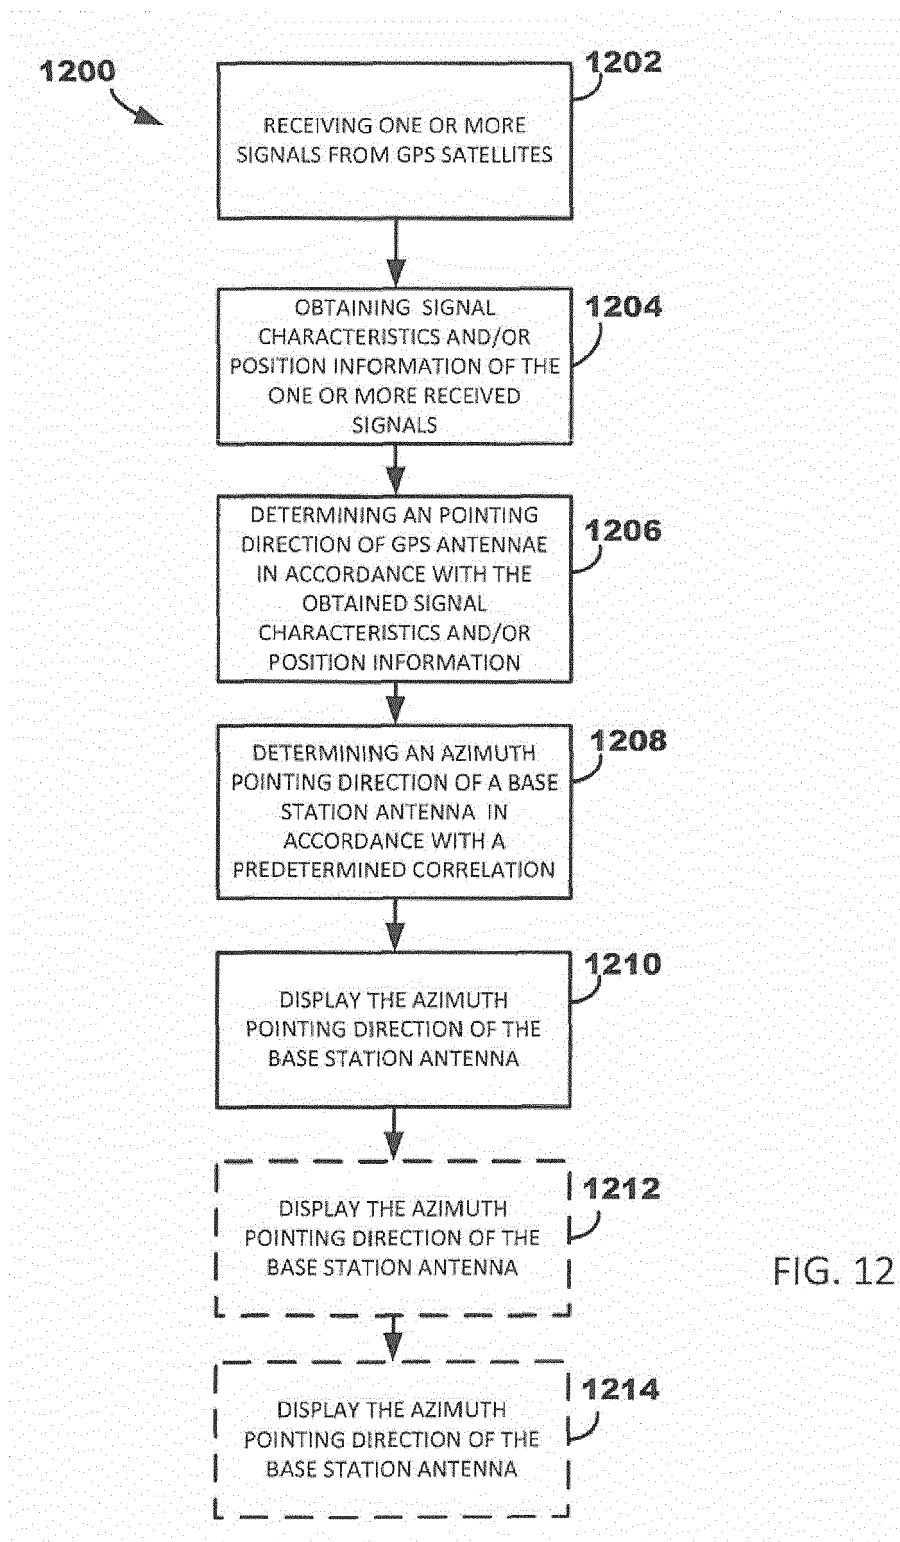 1200
1202
RECEIVING ONE OR MORE
SIGNALS FROM GPS SATELLITES
1204
OBTAINING SIGNAL
CHARACTERISTICS AND/OR
POSITION INFORMATION OF THE
ONE OR MORE RECEIVED
SIGNALS
1206
DETERMINING AN POINTING
DIRECTION OF GPS ANTENNAE
IN ACCORDANCE WITH THE
OBTAINED SIGNAL
CHARACTERISTICS AND/OR
POSITION INFORMATION
1208
DETERMINING AN AZIMUTH
POINTING DIRECTION OF A BASE
STATION ANTENNA IN
ACCORDANCE WITH A
PREDETERMINED CORRELATION
1210
DISPLAY THE AZIMUTH
POINTING DIRECTION OF THE
BASE STATION ANTENNA
1212
DISPLAY THE AZIMUTH
POINTING DIRECTION OF THE
BASE STATION ANTENNA
FIG. 12
1214
DISPLAY THE AZIMUTH
POINTING DIRECTION OF THE
BASE STATION ANTENNA